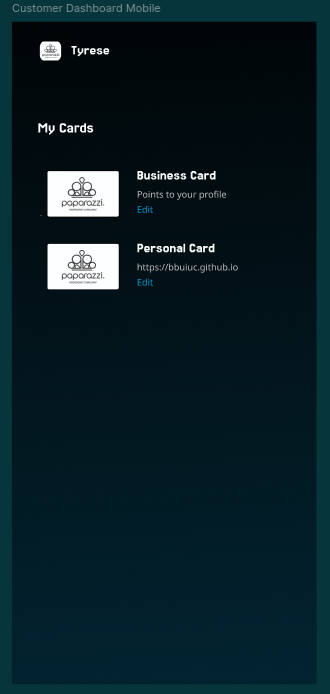 Customer Dashboard Mobile
Tyrese
My Cards
paparazzi.
Business Card
Points to your profile
Edit
paparazzi.
Personal Card
https://bbuiuc.github.io
Edit